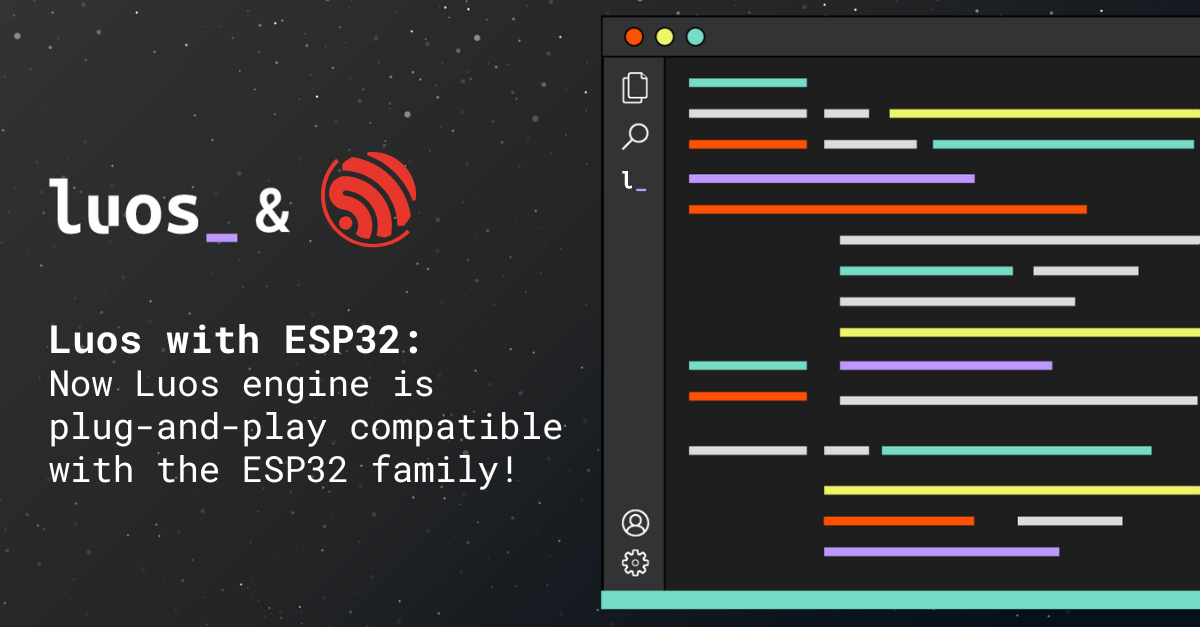 luos_ &
Luos with ESP32:
Now Luos engine is
plug-and-play compatible
with the ESP32 family!
l_